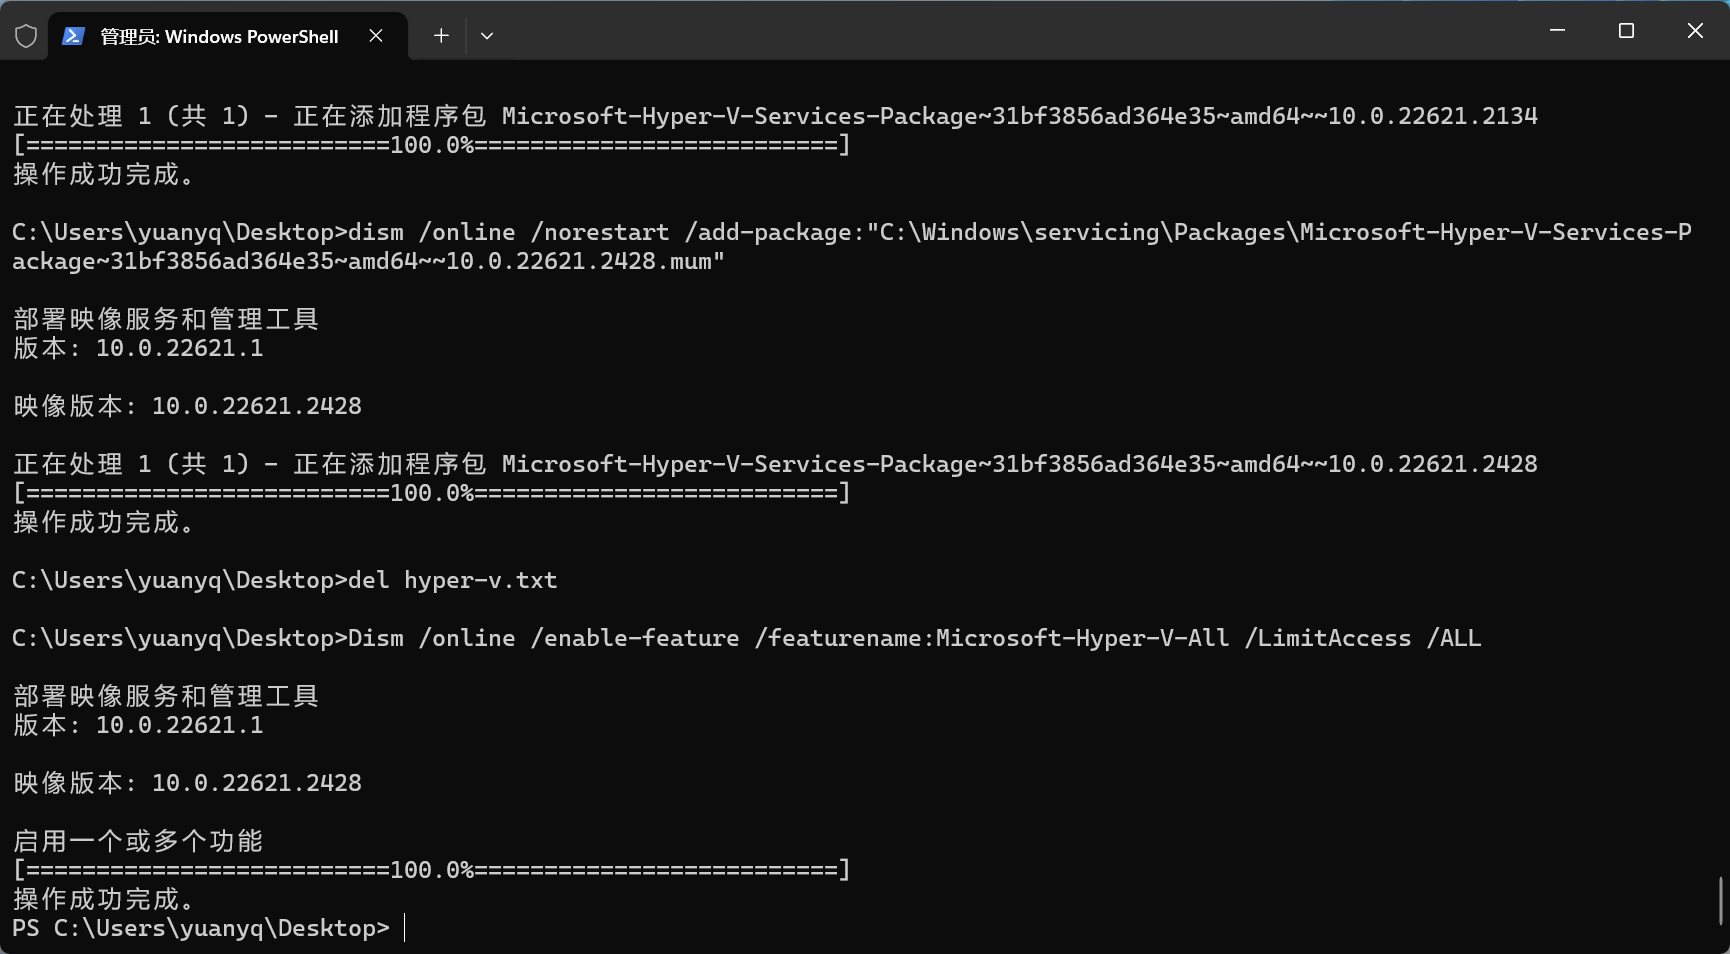 管理员: Windows PowerShell
正在处理 1 (共 1) - 正在添加程序包 Microsoft-Hyper-V-Services-Package~31bf3856ad364e35~amd64~~10.0.22621.2134
[==========================100.0%==========================]
操作成功完成。
C:\Users\yuanyq\Desktop>dism /online /norestart /add-package:"C:\Windows\servicing\Packages\Microsoft-Hyper-V-Services-P
ackage~31bf3856ad364e35~amd64~~10.0.22621.2428.mum"
部署映像服务和管理工具
版本: 10.0.22621.1
映像版本: 10.0.22621.2428
正在处理 1 (共 1) - 正在添加程序包 Microsoft-Hyper-V-Services-Package~31bf3856ad364e35~amd64~~10.0.22621.2428
[==========================100.0%==========================]
操作成功完成。
C:\Users\yuanyq\Desktop>del hyper-v.txt
C:\Users\yuanyq\Desktop>Dism /online /enable-feature /featurename:Microsoft-Hyper-V-All /LimitAccess /ALL
部署映像服务和管理工具
版本: 10.0.22621.1
映像版本: 10.0.22621.2428
启用一个或多个功能
[==========================100.0%==========================]
操作成功完成。
PS C:\Users\yuanyq\Desktop>